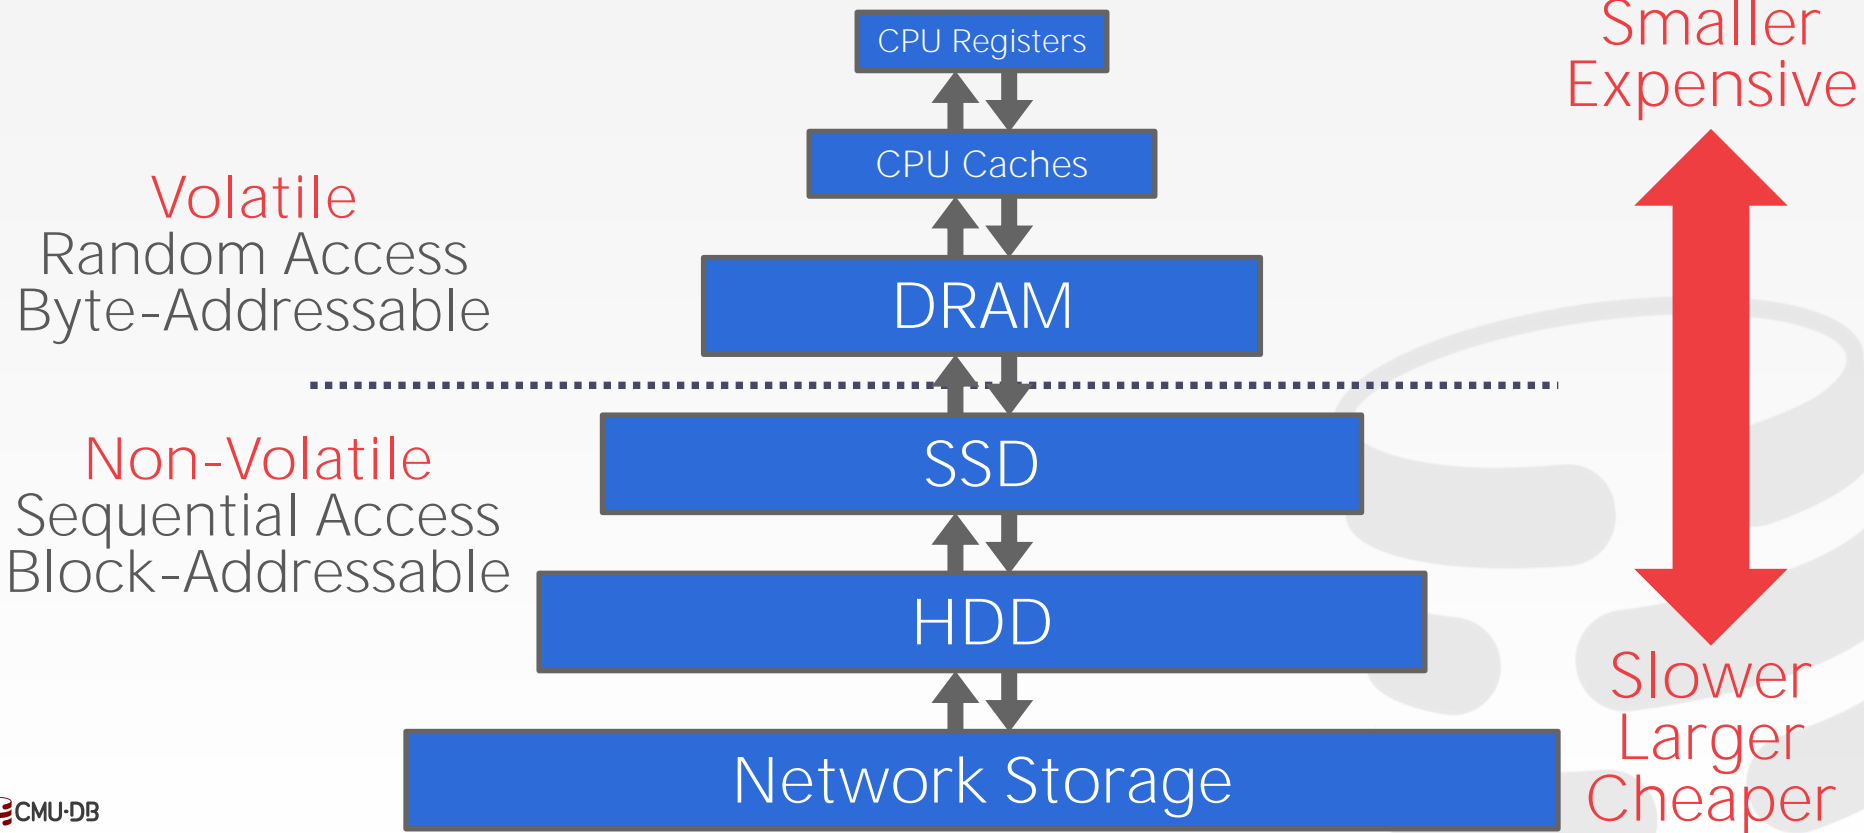 CPU Registers
CPU Caches
DRAM
SSD
HDD
Network Storage
Volatile
Random Access
Byte-Addressable
Non-Volatile
Sequential Access
Block-Addressable
Smaller
Expensive
Slower
Larger
Cheaper
CMU·DB